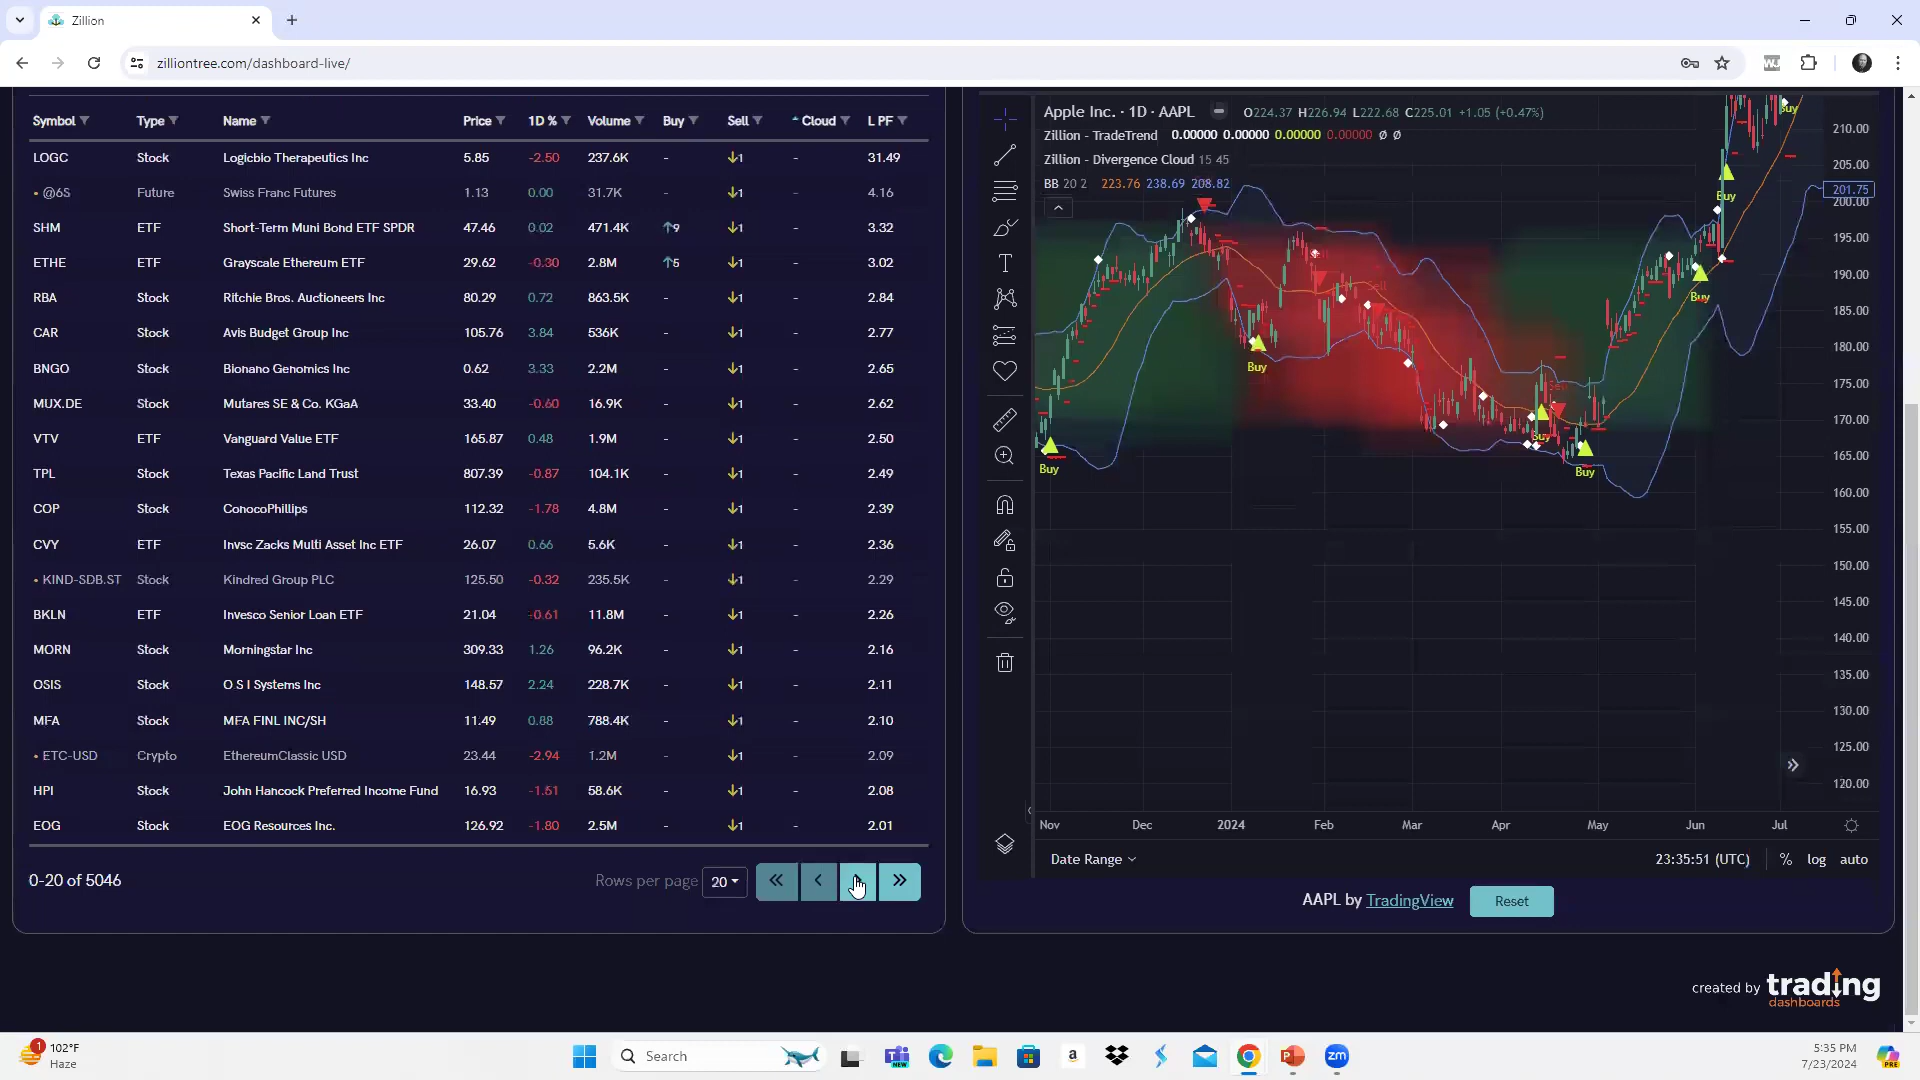 Zillion
zilliontree.com/dashboard-live/
Symbol Type Name Price 1D % Volume Buy Sell Cloud L PF
LOGC Stock Logicbio Therapeutics Inc 5.85 -2.50 237.6K - ↓1 - 31.49
• @6S Future Swiss Franc Futures 1.13 0.00 31.7K - ↓1 - 4.16
SHM ETF Short-Term Muni Bond ETF SPDR 47.46 0.02 471.4K ↑9 ↓1 - 3.32
ETHE ETF Grayscale Ethereum ETF 29.62 -0.30 2.8M ↑5 ↓1 - 3.02
RBA Stock Ritchie Bros. Auctioneers Inc 80.29 0.72 863.5K - ↓1 - 2.84
CAR Stock Avis Budget Group Inc 105.76 3.84 536K - ↓1 - 2.77
BNGO Stock Bionano Genomics Inc 0.62 3.33 2.2M - ↓1 - 2.65
MUX.DE Stock Mutares SE & Co. KGaA 33.40 -0.60 16.9K - ↓1 - 2.62
VTV ETF Vanguard Value ETF 165.87 0.48 1.9M - ↓1 - 2.50
TPL Stock Texas Pacific Land Trust 807.39 -0.87 104.1K - ↓1 - 2.49
COP Stock ConocoPhillips 112.32 -1.78 4.8M - ↓1 - 2.39
CVY ETF Invsc Zacks Multi Asset Inc ETF 26.07 0.66 5.6K - ↓1 - 2.36
• KIND-SDB.ST Stock Kindred Group PLC 125.50 -0.32 235.5K - ↓1 - 2.29
BKLN ETF Invesco Senior Loan ETF 21.04 -0.61 11.8M - ↓1 - 2.26
MORN Stock Morningstar Inc 309.33 1.26 96.2K - ↓1 - 2.16
OSIS Stock O S I Systems Inc 148.57 2.24 228.7K - ↓1 - 2.11
MFA Stock MFA FINL INC/SH 11.49 0.88 788.4K - ↓1 - 2.10
• ETC-USD Crypto EthereumClassic USD 23.44 -2.94 1.2M - ↓1 - 2.09
HPI Stock John Hancock Preferred Income Fund 16.93 -1.51 58.6K - ↓1 - 2.08
EOG Stock EOG Resources Inc. 126.92 -1.80 2.5M - ↓1 - 2.01
0-20 of 5046 Rows per page 20
Apple Inc. · 1D · AAPL O224.37 H226.94 L222.68 C225.01 +1.05 (+0.47%)
Zillion - TradeTrend 0.00000 0.00000 0.00000 0.00000 ø ø
Zillion - Divergence Cloud 15 45
BB 20 2 223.76 238.69 208.82
Buy
Buy
Buy
Buy
Buy
Buy
Buy
Sell
Sell
210.00
205.00
201.75
200.00
195.00
190.00
185.00
180.00
175.00
170.00
165.00
160.00
155.00
150.00
145.00
140.00
135.00
130.00
125.00
120.00
Nov Dec 2024 Feb Mar Apr May Jun Jul
Date Range 23:35:51 (UTC) % log auto
AAPL by TradingView Reset
created by trading
dashboards
1 102°F
Haze
Search
NEW
a
zm
5:35 PM
7/23/2024
PRE